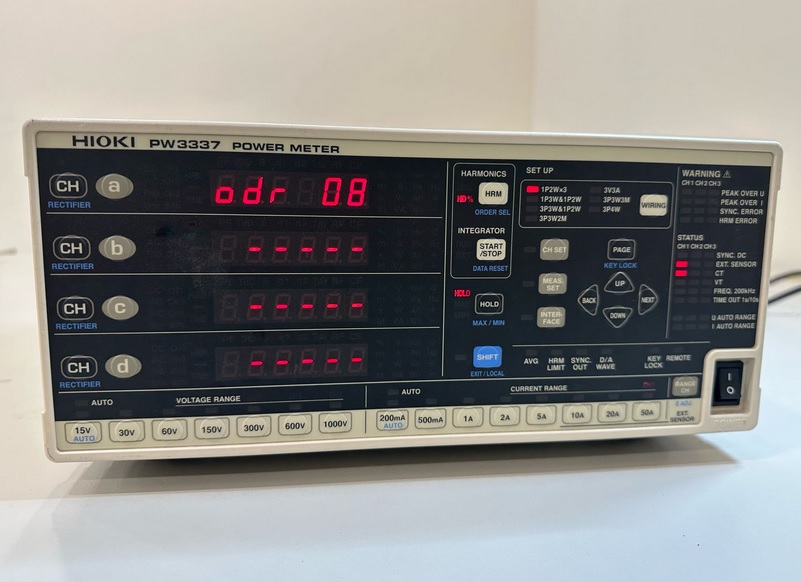 HIOKI PW3337 POWER METER
CH a
RECTIFIER
odr 08
CH b
RECTIFIER
-----
CH c
RECTIFIER
-----
CH d
RECTIFIER
-----
HARMONICS
HD%
HRM
ORDER SEL
INTEGRATOR
START
/STOP
DATA RESET
HOLD
HOLD
MAX / MIN
SHIFT
EXIT / LOCAL
SET UP
1P2W×3
3V3A
1P3W&1P2W
3P3W3M
3P3W&1P2W
3P4W
3P3W2M
WIRING
CH SET
PAGE
KEY LOCK
MEAS.
SET
INTER-
FACE
UP
BACK
NEXT
DOWN
AVG
HRM
LIMIT
SYNC.
OUT
D/A
WAVE
KEY
LOCK
REMOTE
WARNING ⚠
CH1 CH2 CH3
PEAK OVER U
PEAK OVER I
SYNC. ERROR
HRM ERROR
STATUS
CH1 CH2 CH3
SYNC. DC
EXT. SENSOR
CT
VT
FREQ. 200kHz
TIME OUT 1s/10s
U AUTO RANGE
I AUTO RANGE
AUTO
VOLTAGE RANGE
15V
AUTO
30V
60V
150V
300V
600V
1000V
AUTO
CURRENT RANGE
200mA
AUTO
500mA
1A
2A
5A
10A
20A
50A
RANGE
CH
0 ADJ
EXT.
SENSOR
I
O
POWER